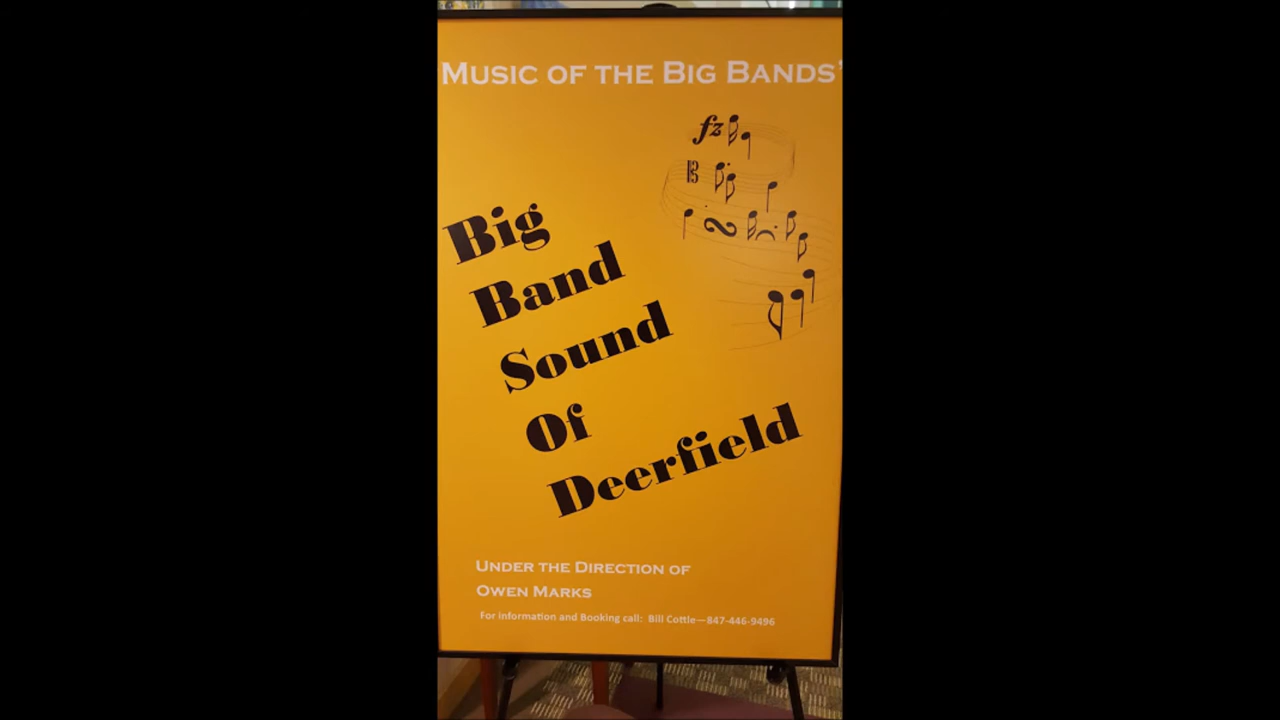 MUSIC OF THE BIG BANDS'
fz
Big
Band
Sound
Of
Deerfield
UNDER THE DIRECTION OF
OWEN MARKS
For Information and Booking call: Bill Cottle—847-446-9496